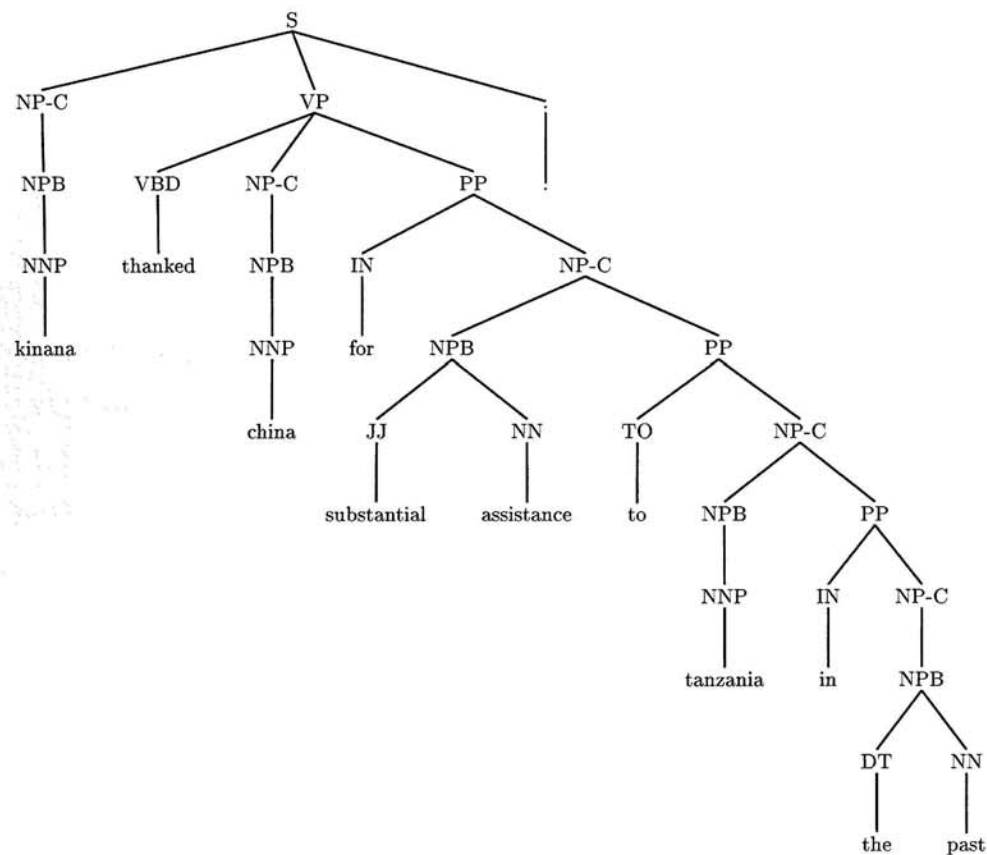 S
NP-C VP .
NPB VBD NP-C PP .
NNP thanked NPB IN NP-C
kinana NNP for NPB PP
china JJ NN TO NP-C
substantial assistance to NPB PP
NNP IN NP-C
tanzania in NPB
DT NN
the past